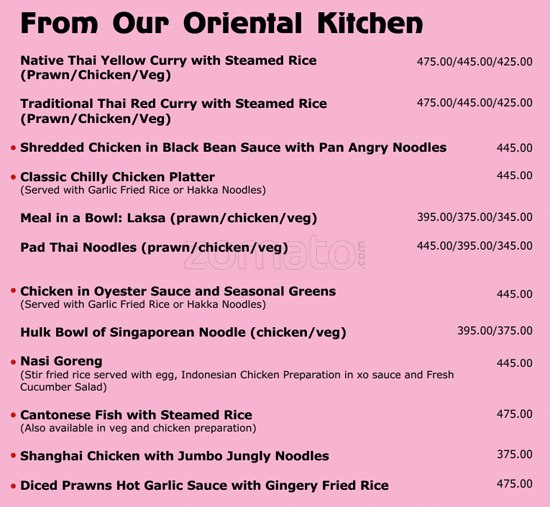 From Our Oriental Kitchen
Native Thai Yellow Curry with Steamed Rice 475.00/445.00/425.00
(Prawn/Chicken/Veg)
Traditional Thai Red Curry with Steamed Rice 475.00/445.00/425.00
(Prawn/Chicken/Veg)
• Shredded Chicken in Black Bean Sauce with Pan Angry Noodles 445.00
• Classic Chilly Chicken Platter 445.00
(Served with Garlic Fried Rice or Hakka Noodles)
Meal in a Bowl: Laksa (prawn/chicken/veg) 395.00/375.00/345.00
Pad Thai Noodles (prawn/chicken/veg) 445.00/395.00/345.00
zomato.com
• Chicken in Oyester Sauce and Seasonal Greens 445.00
(Served with Garlic Fried Rice or Hakka Noodles)
Hulk Bowl of Singaporean Noodle (chicken/veg) 395.00/375.00
• Nasi Goreng 445.00
(Stir fried rice served with egg, Indonesian Chicken Preparation in xo sauce and Fresh
Cucumber Salad)
• Cantonese Fish with Steamed Rice 475.00
(Also available in veg and chicken preparation)
• Shanghai Chicken with Jumbo Jungly Noodles 375.00
• Diced Prawns Hot Garlic Sauce with Gingery Fried Rice 475.00